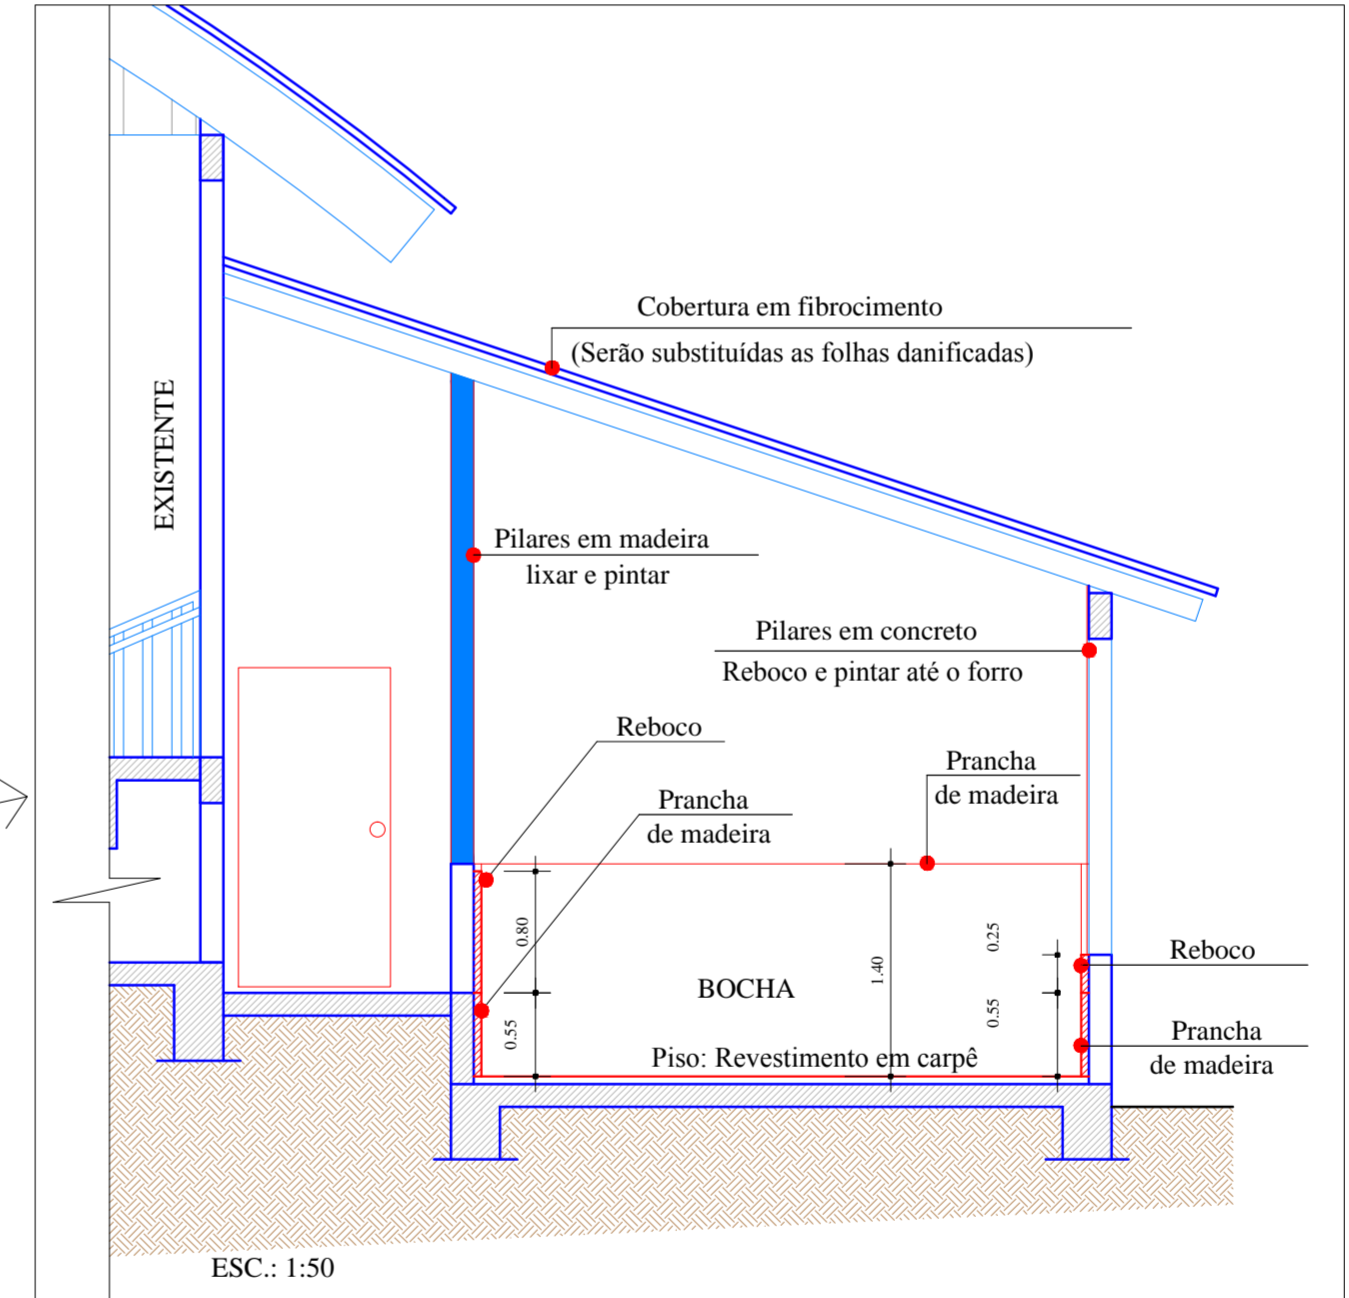 Cobertura em fibrocimento
(Serão substituídas as folhas danificadas)
EXISTENTE
Pilares em madeira
lixar e pintar
Pilares em concreto
Reboco e pintar até o forro
Reboco
Prancha
de madeira
Prancha
de madeira
0.80
1.40
0.25
Reboco
BOCHA
0.55
0.55
Prancha
de madeira
Piso: Revestimento em carpê
ESC.: 1:50